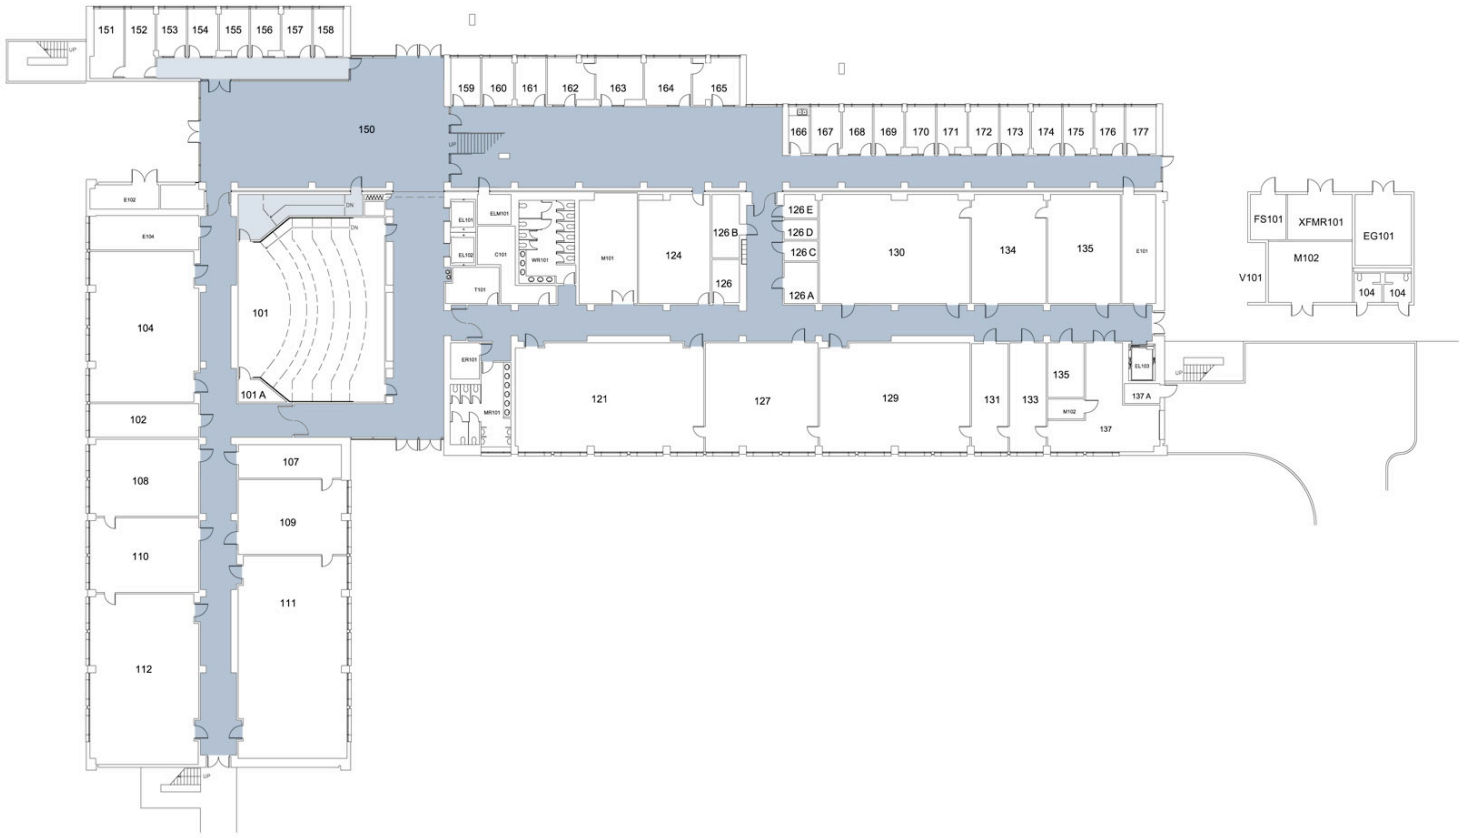 151 152 153 154 155 156 157 158
UP
159 160 161 162 163 164 165
150
UP
166 167 168 169 170 171 172 173 174 175 176 177
E102
DN
DN
E104
EL101
ELM101
EL102
C101
WR101
T101
M101
124
126 B
126
126 E
126 D
126 C
126 A
130
134
135
E101
FS101
XFMR101
EG101
M102
V101
104
104
104
101
101 A
102
ER101
MR101
121
127
129
131
133
135
M102
137
137 A
EL103
UP
107
108
109
110
111
112
UP